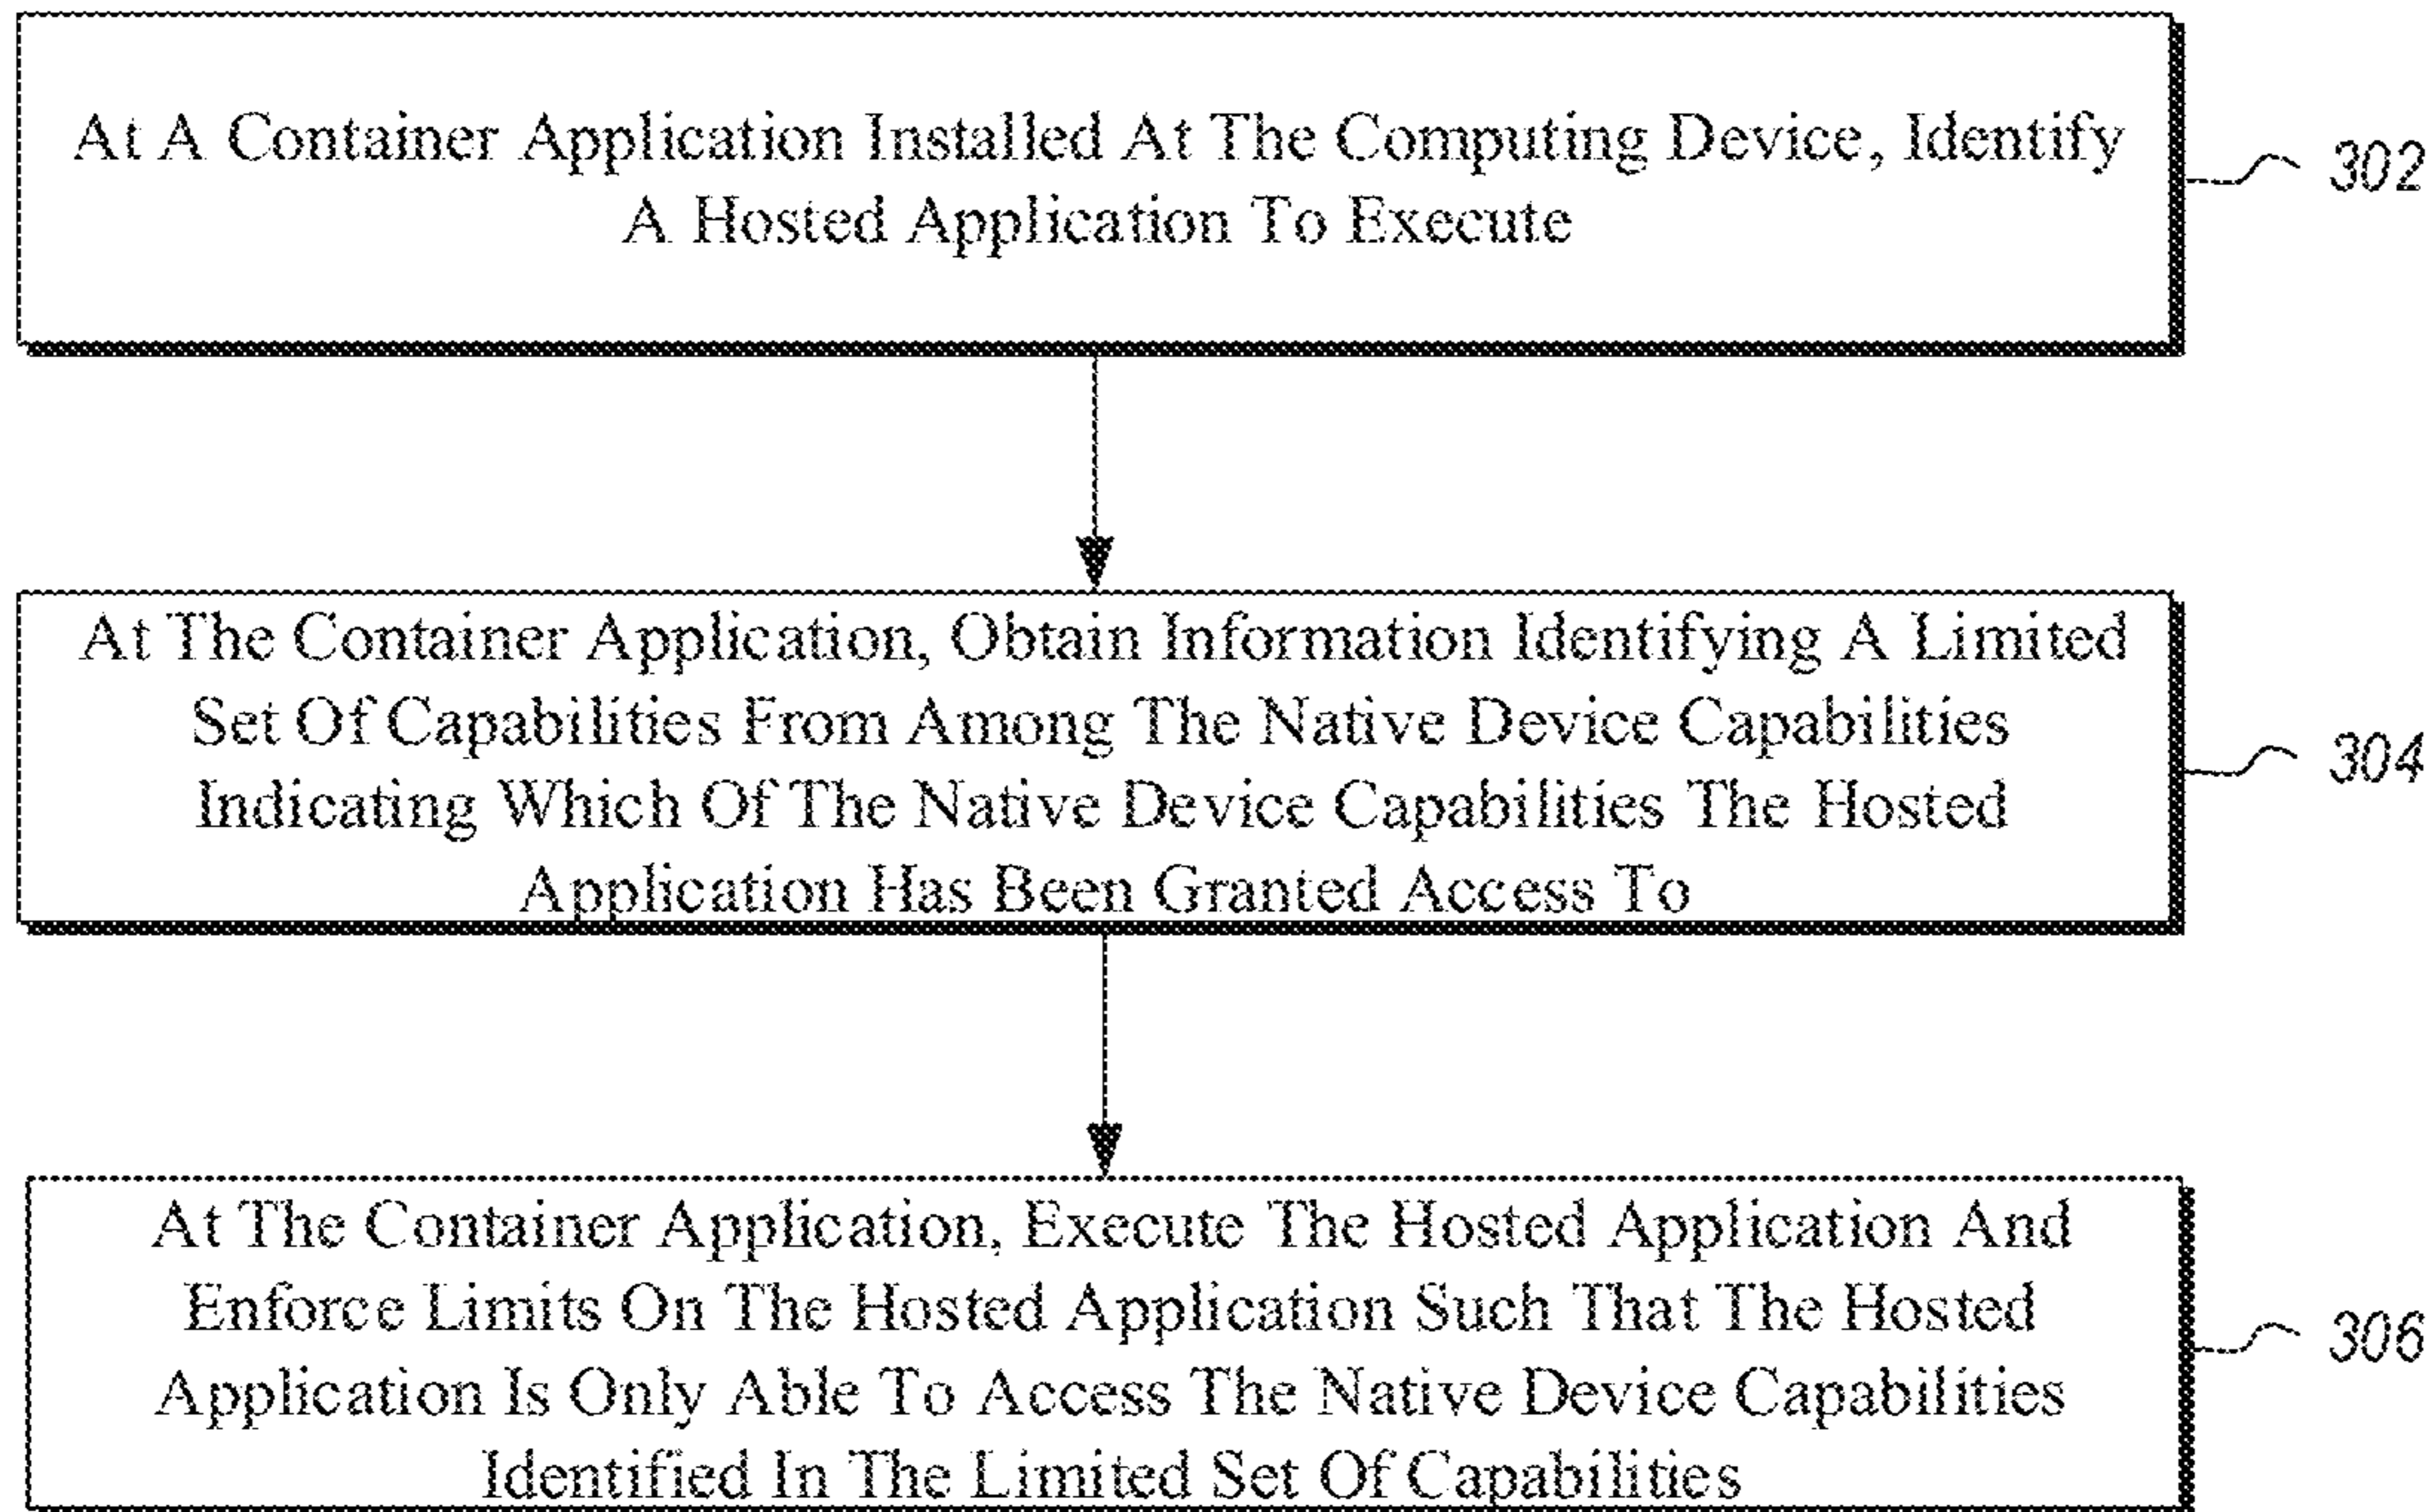 At A Container Application Installed At The Computing Device, Identify
A Hosted Application To Execute
302
At The Container Application, Obtain Information Identifying A Limited
Set Of Capabilities From Among The Native Device Capabilities
Indicating Which Of The Native Device Capabilities The Hosted
Application Has Been Granted Access To
304
At The Container Application, Execute The Hosted Application And
Enforce Limits On The Hosted Application Such That The Hosted
Application Is Only Able To Access The Native Device Capabilities
Identified In The Limited Set Of Capabilities
306